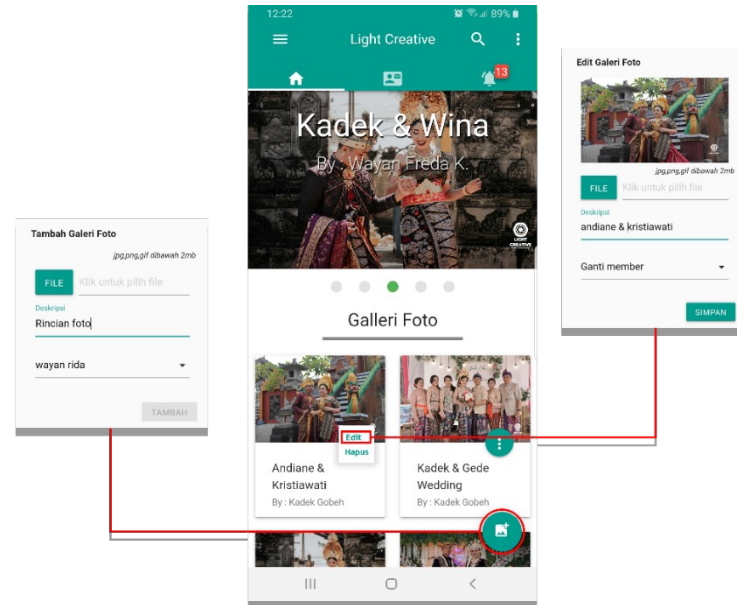 Tambah Galeri Foto
jpg,png,gif dibawah 2mb
FILE Klik untuk pilih file
Deskripsi
Rincian foto
wayan rida
TAMBAH
12:22 89%
Light Creative
13
Kadek & Wina
By : Wayan Freda K.
LIGHT
CREATIVE
Galleri Foto
Edit
Hapus
Andiane &
Kristiawati
By : Kadek Gobeh
Kadek & Gede
Wedding
By : Kadek Gobeh
Edit Galeri Foto
jpg,png,gif dibawah 2mb
FILE Klik untuk pilih file
Deskripsi
andiane & kristiawati
Ganti member
SIMPAN